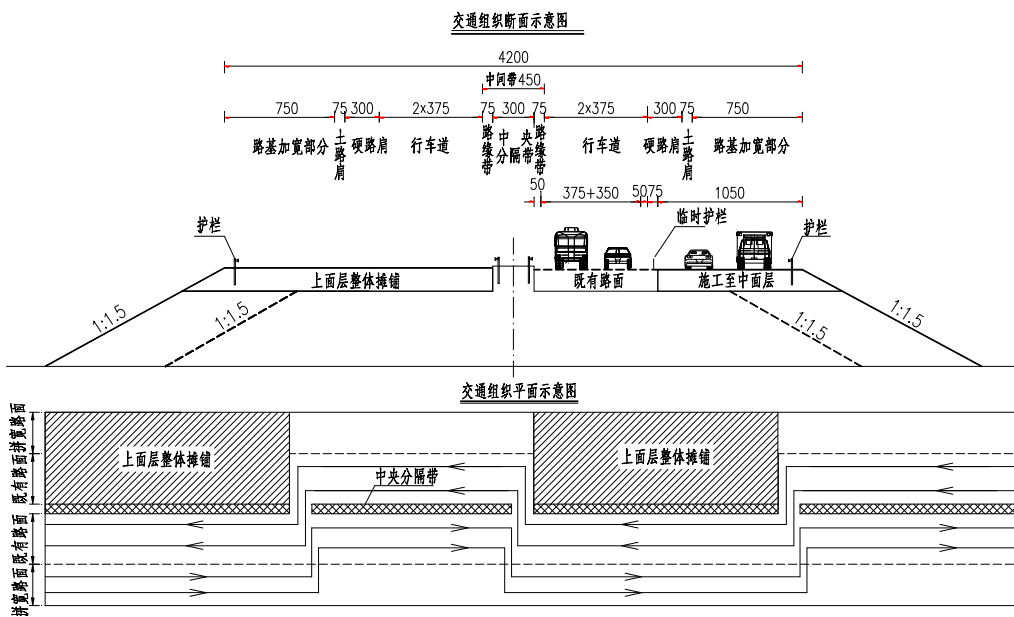 交通组织断面示意图
4200
中间带450
750 75 300 2x375 75 300 75 2x375 300 75 750
路基加宽部分 土路肩 硬路肩 行车道 路缘带 中央分隔带 路缘带 行车道 硬路肩 土路肩 路基加宽部分
50 375+350 50 75 1050
护栏 临时护栏 护栏
上面层整体摊铺 既有路面 施工至中面层
1:1.5 1:1.5 1:1.5 1:1.5
交通组织平面示意图
拼宽路面
既有路面
既有路面
拼宽路面
上面层整体摊铺 上面层整体摊铺
中央分隔带